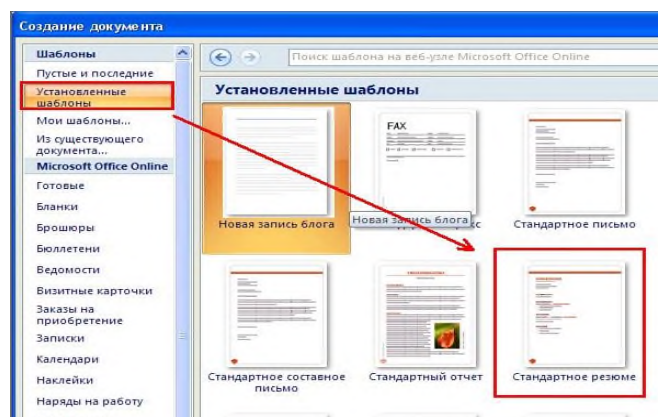 Создание документа
Шаблоны
Пустые и последние
Установленные
шаблоны
Мои шаблоны...
Из существующего
документа...
Microsoft Office Online
Готовые
Бланки
Брошюры
Бюллетени
Ведомости
Визитные карточки
Заказы на
приобретение
Записки
Календари
Наклейки
Наряды на работу
Поиск шаблона на веб-узле Microsoft Office Online
Установленные шаблоны
FAX
Новая запись блога
Новая запись блога
Стандартное письмо
Стандартное составное
письмо
Стандартный отчет
Стандартное резюме